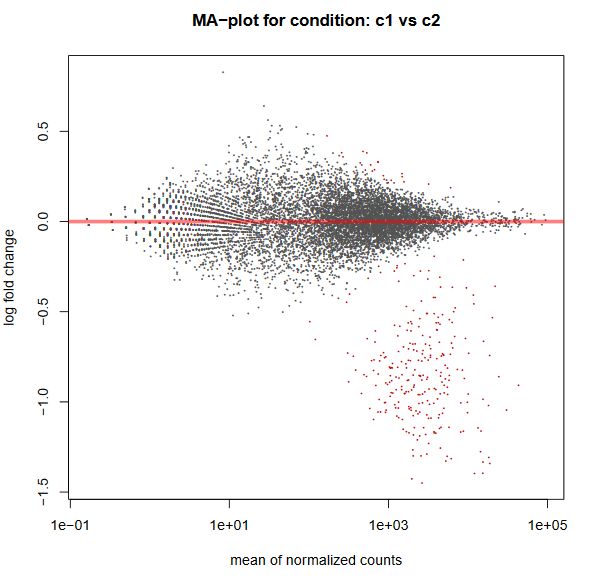 MA−plot for condition: c1 vs c2
log fold change
0.5
0.0
−0.5
−1.0
−1.5
1e−01
1e+01
1e+03
1e+05
mean of normalized counts